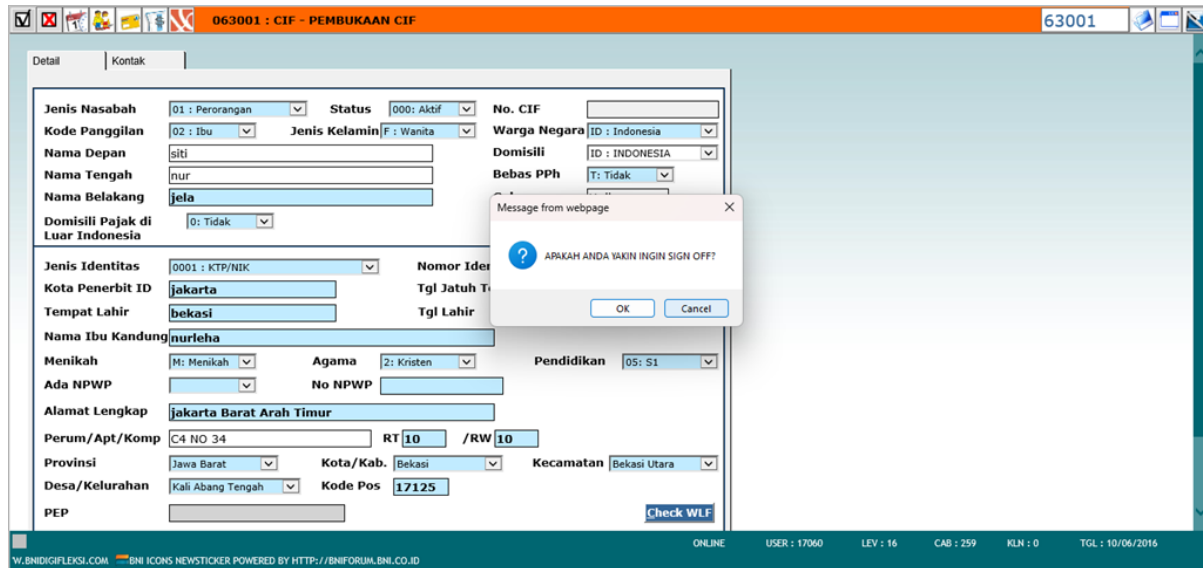 063001 : CIF - PEMBUKAAN CIF 63001
Detail Kontak
Jenis Nasabah 01 : Perorangan Status 000: Aktif No. CIF
Kode Panggilan 02 : Ibu Jenis Kelamin F : Wanita Warga Negara ID : Indonesia
Nama Depan siti Domisili ID : INDONESIA
Nama Tengah nur Bebas PPh T: Tidak
Nama Belakang jela
Message from webpage
Domisili Pajak di 0: Tidak
Luar Indonesia
APAKAH ANDA YAKIN INGIN SIGN OFF?
OK Cancel
Jenis Identitas 0001 : KTP/NIK Nomor Iden
Kota Penerbit ID jakarta Tgl Jatuh T
Tempat Lahir bekasi Tgl Lahir
Nama Ibu Kandung nurleha
Menikah M: Menikah Agama 2: Kristen Pendidikan 05: S1
Ada NPWP No NPWP
Alamat Lengkap jakarta Barat Arah Timur
Perum/Apt/Komp C4 NO 34 RT 10 /RW 10
Provinsi Jawa Barat Kota/Kab. Bekasi Kecamatan Bekasi Utara
Desa/Kelurahan Kali Abang Tengah Kode Pos 17125
PEP Check WLF
ONLINE USER : 17060 LEV : 16 CAB : 259 KLN : 0 TGL : 10/06/2016
W.BNIDIGIFLEKSI.COM BNI ICONS NEWSTICKER POWERED BY HTTP://BNIFORUM.BNI.CO.ID